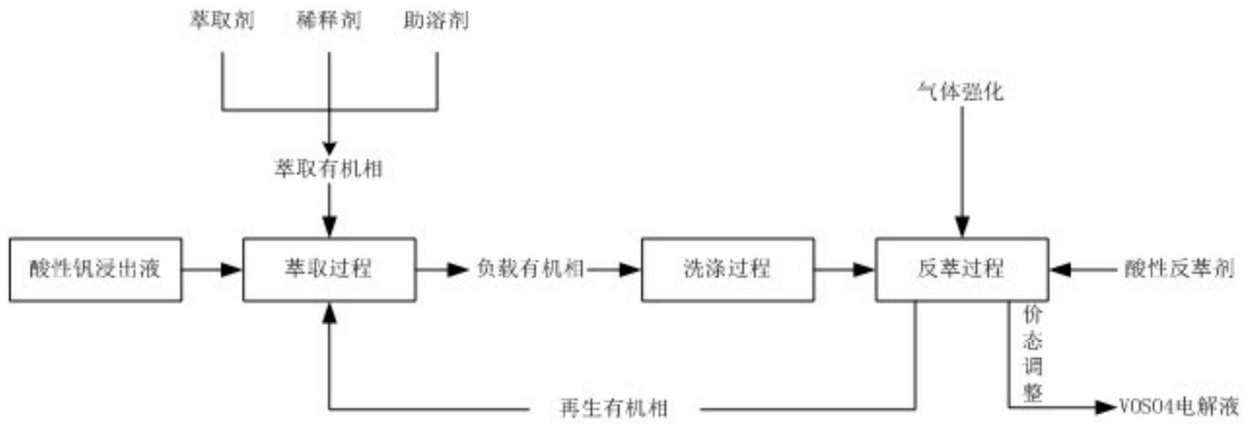 萃取剂 稀释剂 助溶剂
气体强化
萃取有机相
酸性钒浸出液 萃取过程 负载有机相 洗涤过程 反萃过程 酸性反萃剂
价态调整
再生有机相 VOSO4电解液